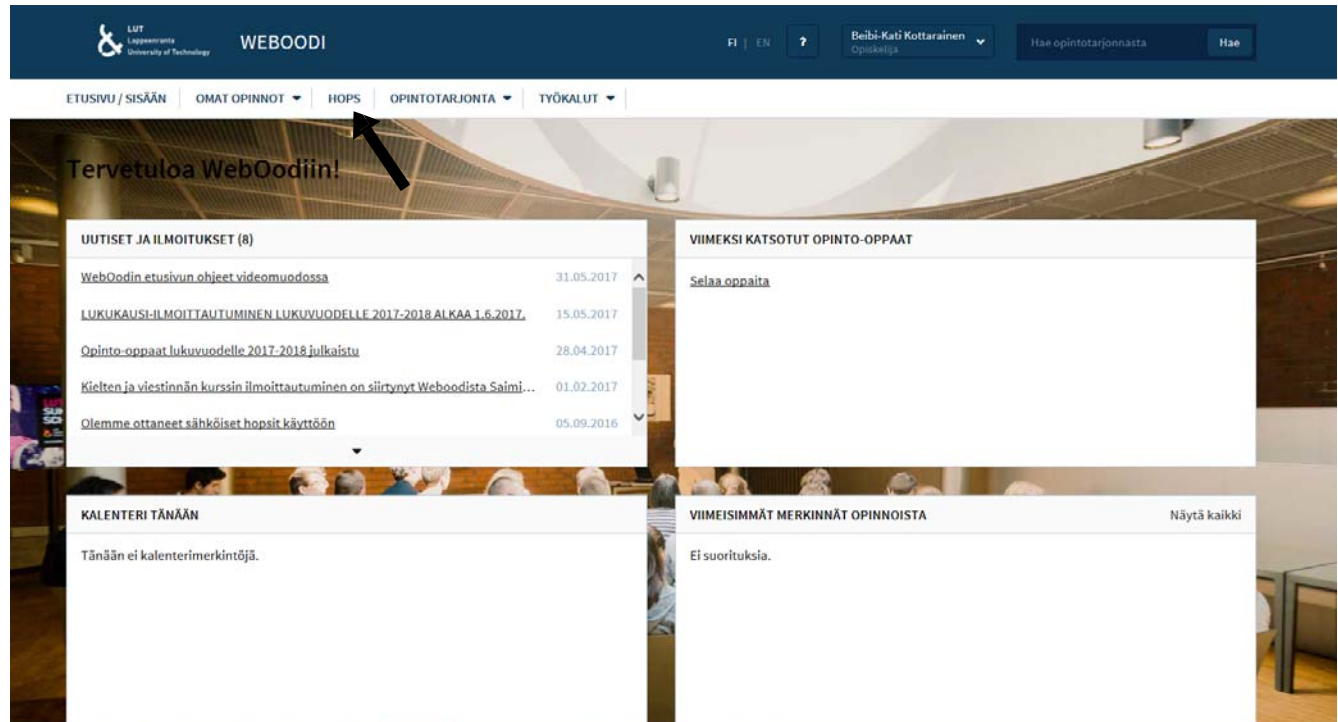 LUT
Lappeenranta
University of Technology
WEBOODI
FI | EN
?
Beibi-Kati Kottarainen
Opiskelija
Hae opintotarjonnasta
Hae
ETUSIVU / SISÄÄN
OMAT OPINNOT
HOPS
OPINTOTARJONTA
TYÖKALUT
Tervetuloa WebOodiin!
UUTISET JA ILMOITUKSET (8)
WebOodin etusivun ohjeet videomuodossa 31.05.2017
LUKUKAUSI-ILMOITTAUTUMINEN LUKUVUODELLE 2017-2018 ALKAA 1.6.2017. 15.05.2017
Opinto-oppaat lukuvuodelle 2017-2018 julkaistu 28.04.2017
Kielten ja viestinnän kurssin ilmoittautuminen on siirtynyt Weboodista Saimi... 01.02.2017
Olemme ottaneet sähköiset hopsit käyttöön 05.09.2016
VIIMEKSI KATSOTUT OPINTO-OPPAAT
Selaa oppaita
KALENTERI TÄNÄÄN
Tänään ei kalenterimerkintöjä.
VIIMEISIMMÄT MERKINNÄT OPINNOISTA
Näytä kaikki
Ei suorituksia.